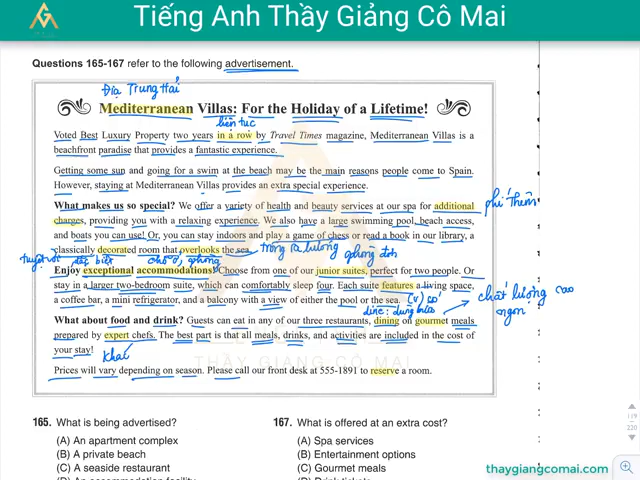 Tiếng Anh Thầy Giảng Cô Mai
Questions 165-167 refer to the following advertisement.
Địa Trung Hải
Mediterranean Villas: For the Holiday of a Lifetime!
liên tục
Voted Best Luxury Property two years in a row by Travel Times magazine, Mediterranean Villas is a
beachfront paradise that provides a fantastic experience.
Getting some sun and going for a swim at the beach may be the main reasons people come to Spain.
However, staying at Mediterranean Villas provides an extra special experience.
What makes us so special? We offer a variety of health and beauty services at our spa for additional
phí thêm
charges, providing you with a relaxing experience. We also have a large swimming pool, beach access,
and boats you can use! Or, you can stay indoors and play a game of chess or read a book in our library, a
classically decorated room that overlooks the sea.
trông ra hướng
phòng đôi
tuyệt vời
đặc biệt
chỗ ở, phòng
Enjoy exceptional accommodations! Choose from one of our junior suites, perfect for two people. Or
stay in a larger two-bedroom suite, which can comfortably sleep four. Each suite features a living space,
a coffee bar, a mini refrigerator, and a balcony with a view of either the pool or the sea.
(v) có
chất lượng cao
ngon
dine: dùng bữa
What about food and drink? Guests can eat in any of our three restaurants, dining on gourmet meals
prepared by expert chefs. The best part is that all meals, drinks, and activities are included in the cost of
your stay!
THẦY GIẢNG CÔ MAI
Prices will vary depending on season. Please call our front desk at 555-1891 to reserve a room.
165. What is being advertised?
(A) An apartment complex
(B) A private beach
(C) A seaside restaurant
(D) An accommodation facility
167. What is offered at an extra cost?
(A) Spa services
(B) Entertainment options
(C) Gourmet meals
(D) Drink tickets
119
220
thaygiangcomai.com